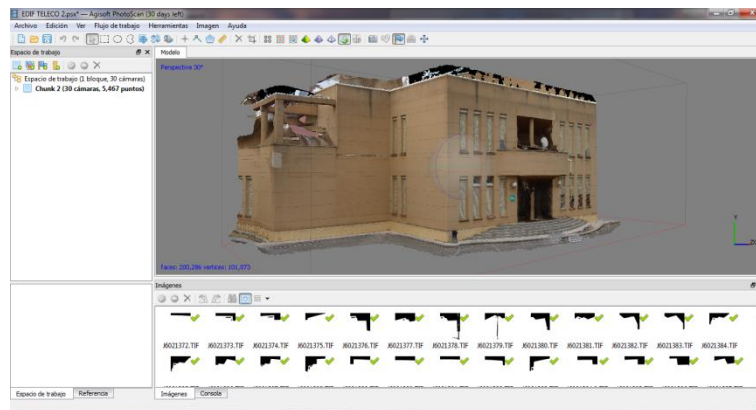 EDIF TELECO 2.psx* — Agisoft PhotoScan (30 days left)
Archivo Edición Ver Flujo de trabajo Herramientas Imagen Ayuda
Espacio de trabajo
Modelo
Espacio de trabajo (1 bloque, 30 cámaras)
Chunk 2 (30 cámaras, 5,467 puntos)
Perspectiva 30°
Y
ZX
Faces: 200,286 vertices: 101,073
Imágenes
J6021372.TIF J6021373.TIF J6021374.TIF J6021375.TIF J6021376.TIF J6021377.TIF J6021378.TIF J6021379.TIF J6021380.TIF J6021381.TIF J6021382.TIF J6021383.TIF J6021384.TIF
Espacio de trabajo Referencia
Imágenes Consola